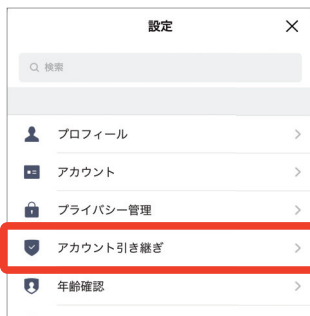 設定
検索
プロフィール
アカウント
プライバシー管理
アカウント引き継ぎ
年齢確認